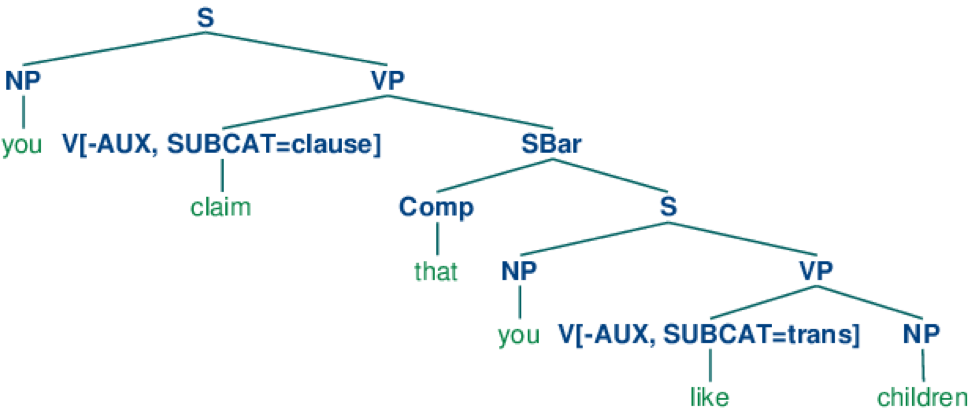 S
NP VP
you V[-AUX, SUBCAT=clause] SBar
claim Comp S
that NP VP
you V[-AUX, SUBCAT=trans] NP
like children